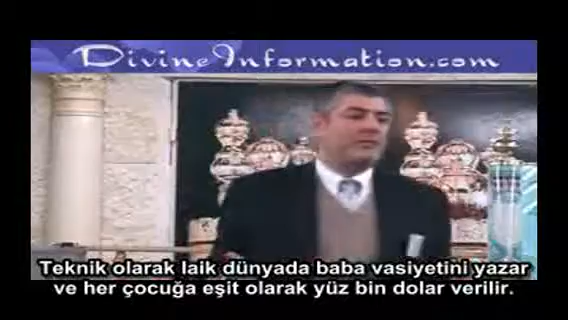 DivineInformation.com
Teknik olarak laik dünyada baba vasiyetini yazar
ve her çocuğa eşit olarak yüz bin dolar verilir.